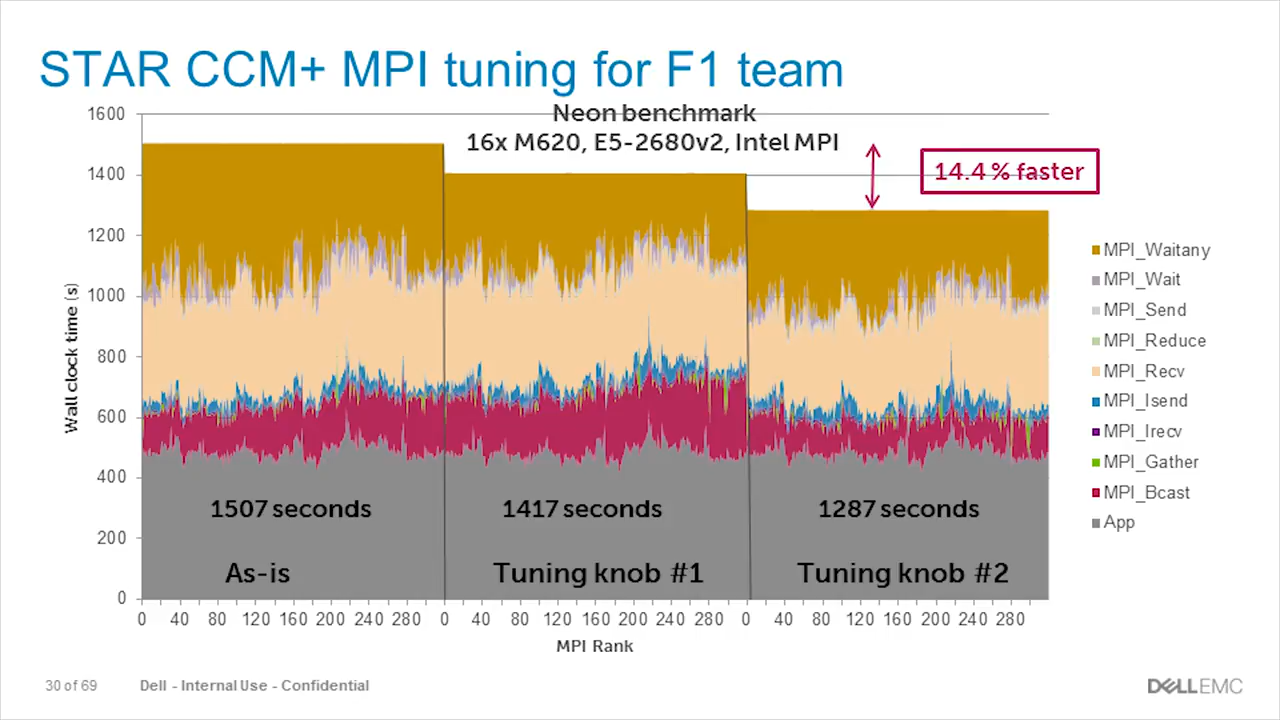 STAR CCM+ MPI tuning for F1 team
Neon benchmark
16x M620, E5-2680v2, Intel MPI
14.4 % faster
1600
1400
1200
1000
800
600
400
200
0
Wall clock time (s)
MPI_Waitany
MPI_Wait
MPI_Send
MPI_Reduce
MPI_Recv
MPI_Isend
MPI_Irecv
MPI_Gather
MPI_Bcast
App
1507 seconds 1417 seconds 1287 seconds
As-is Tuning knob #1 Tuning knob #2
0 40 80 120 160 200 240 280 0 40 80 120 160 200 240 280 0 40 80 120 160 200 240 280
MPI Rank
30 of 69 Dell - Internal Use - Confidential
DELLEMC